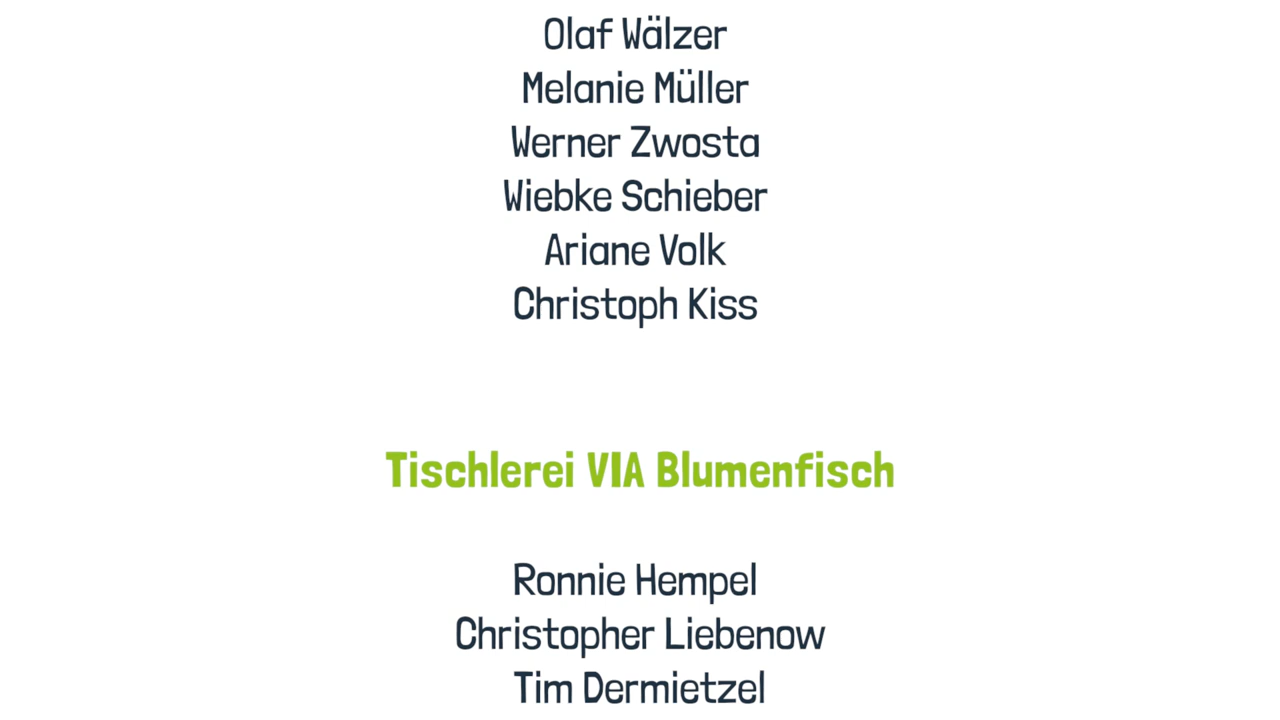 Olaf Wälzer
Melanie Müller
Werner Zwosta
Wiebke Schieber
Ariane Volk
Christoph Kiss
Tischlerei VIA Blumenfisch
Ronnie Hempel
Christopher Liebenow
Tim Dermietzel